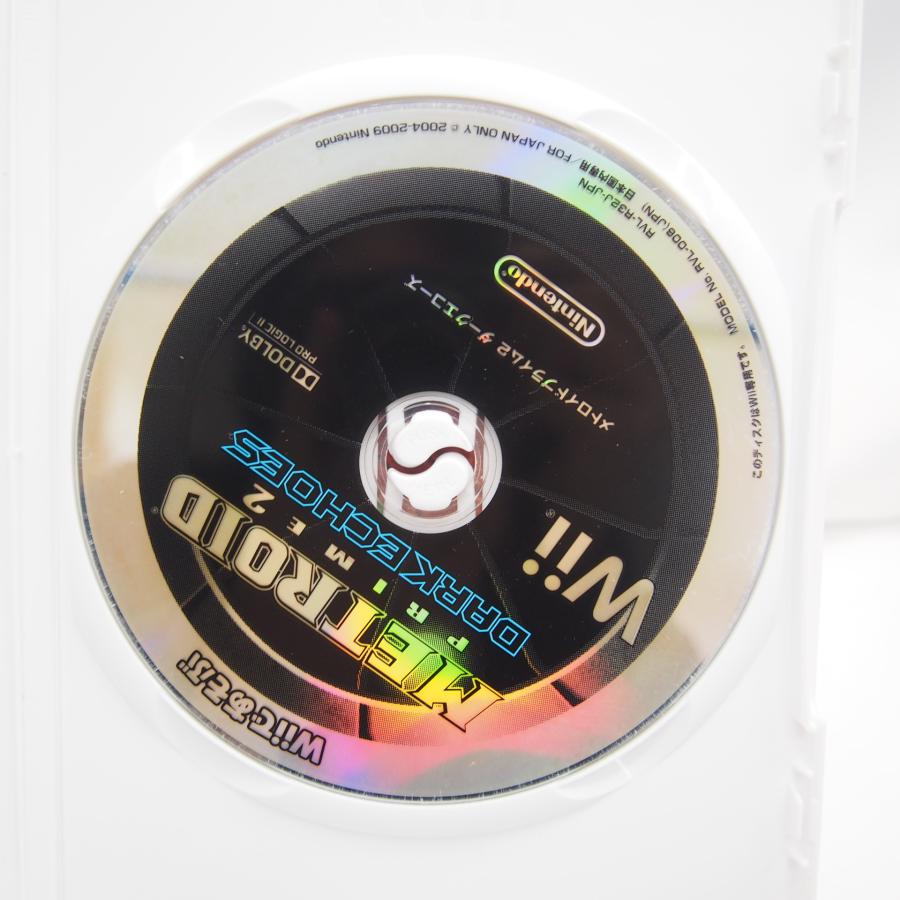 Wiiであそぶ™
METROID®
PRIME 2
DARK ECHOES
Wii®
DOLBY®
PRO LOGIC II
メトロイドプライム2 ダークエコーズ
Nintendo®
このディスクはWii専用です。 MODEL No. RVL-006(JPN) 日本国内専用/FOR JAPAN ONLY © 2004-2009 Nintendo
RVL-R32J-JPN